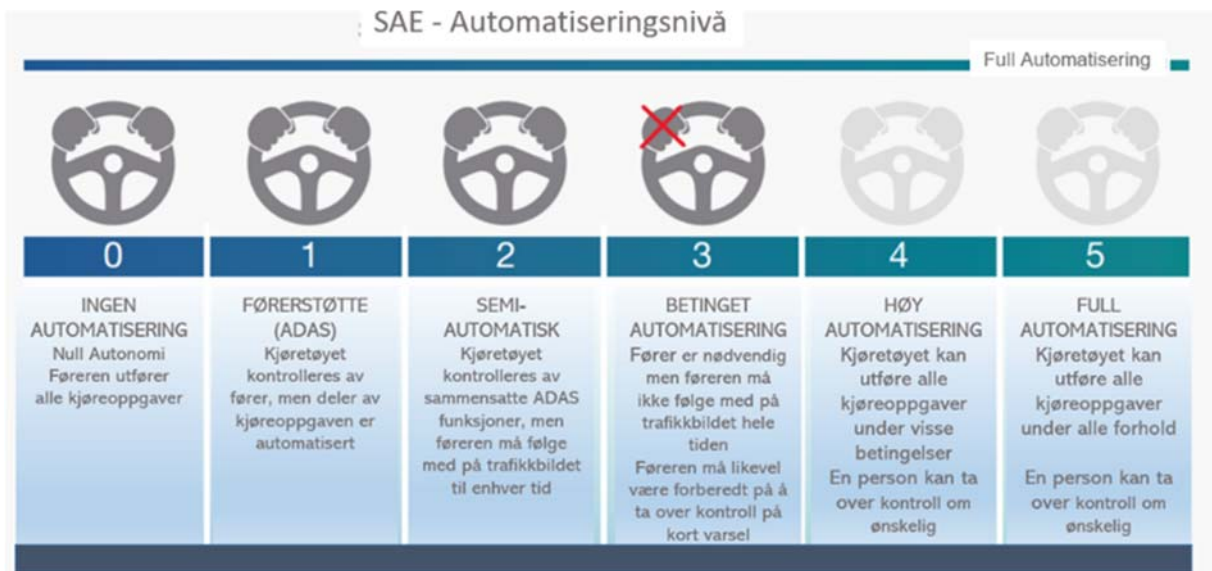 SAE - Automatiseringsnivå
Full Automatisering
0
INGEN
AUTOMATISERING
Null Autonomi
Føreren utfører
alle kjøreoppgaver
1
FØRERSTØTTE
(ADAS)
Kjøretøyet
kontrolleres av
fører, men deler av
kjøreoppgaven er
automatisert
2
SEMI-
AUTOMATISK
Kjøretøyet
kontrolleres av
sammensatte ADAS
funksjoner, men
føreren må følge
med på trafikkbildet
til enhver tid
3
BETINGET
AUTOMATISERING
Fører er nødvendig
men føreren må
ikke følge med på
trafikkbildet hele
tiden
Føreren må likevel
være forberedt på å
ta over kontroll på
kort varsel
4
HØY
AUTOMATISERING
Kjøretøyet kan
utføre alle
kjøreoppgaver
under visse
betingelser
En person kan ta
over kontroll om
ønskelig
5
FULL
AUTOMATISERING
Kjøretøyet kan
utføre alle
kjøreoppgaver
under alle forhold
En person kan ta
over kontroll om
ønskelig